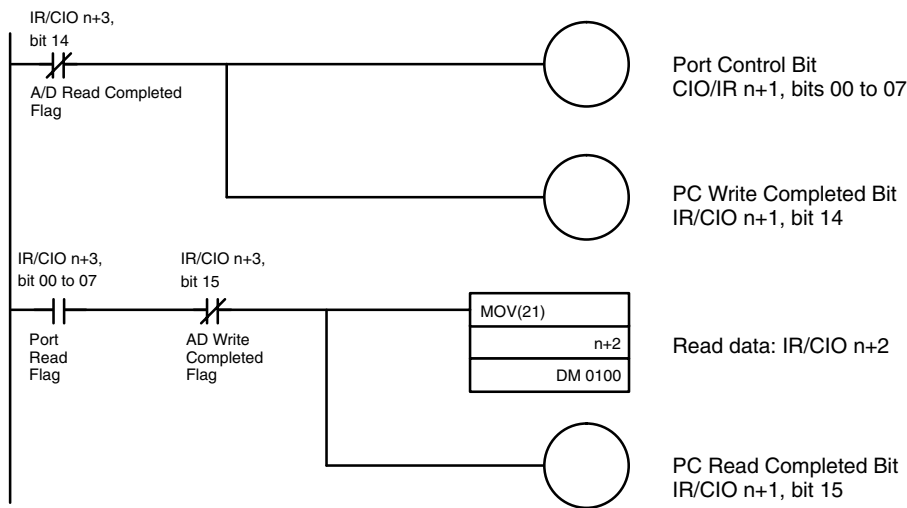 IR/CIO n+3,
bit 14
A/D Read Completed
Flag
Port Control Bit
CIO/IR n+1, bits 00 to 07
PC Write Completed Bit
IR/CIO n+1, bit 14
IR/CIO n+3,
bit 00 to 07
Port
Read
Flag
IR/CIO n+3,
bit 15
AD Write
Completed
Flag
MOV(21)
n+2
DM 0100
Read data: IR/CIO n+2
PC Read Completed Bit
IR/CIO n+1, bit 15